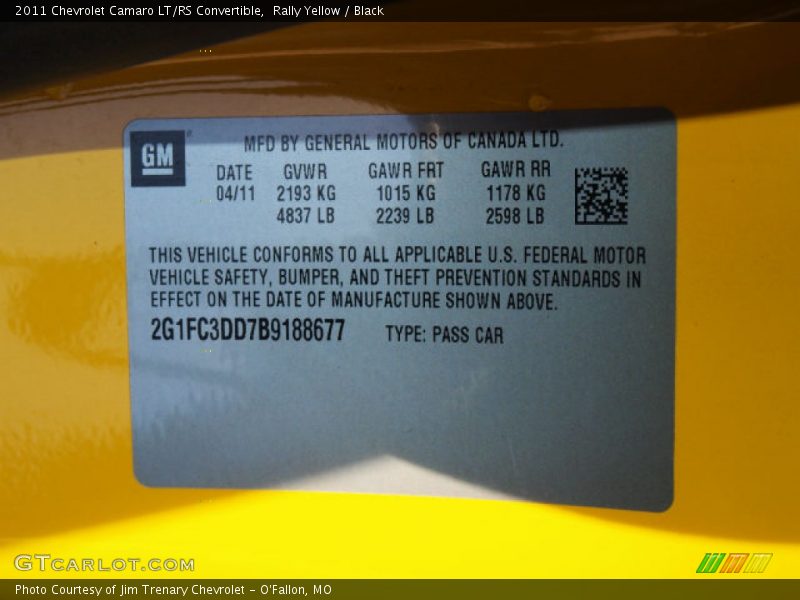 2011 Chevrolet Camaro LT/RS Convertible, Rally Yellow / Black
GM
MFD BY GENERAL MOTORS OF CANADA LTD.
DATE GVWR GAWR FRT GAWR RR
04/11 2193 KG 1015 KG 1178 KG
4837 LB 2239 LB 2598 LB
THIS VEHICLE CONFORMS TO ALL APPLICABLE U.S. FEDERAL MOTOR
VEHICLE SAFETY, BUMPER, AND THEFT PREVENTION STANDARDS IN
EFFECT ON THE DATE OF MANUFACTURE SHOWN ABOVE.
2G1FC3DD7B9188677 TYPE: PASS CAR
GTCARLOT.COM
Photo Courtesy of Jim Trenary Chevrolet - O'Fallon, MO